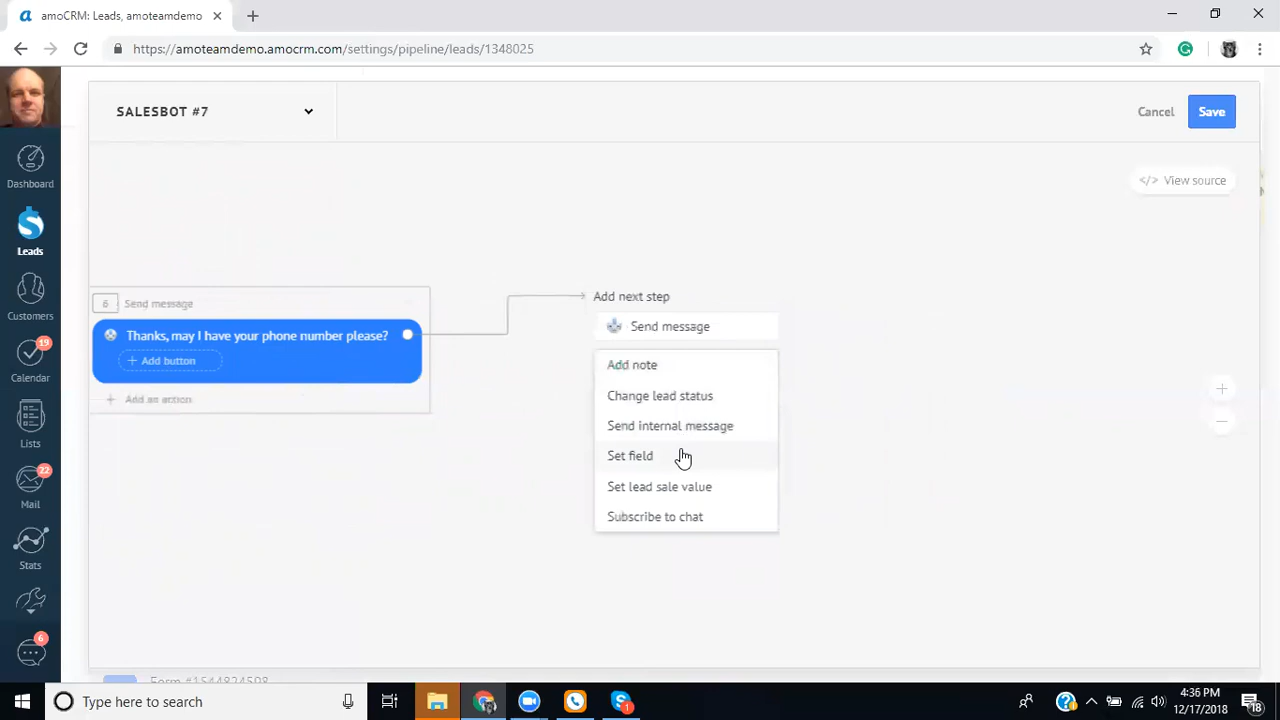 amoCRM: Leads, amoteamdemo
https://amoteamdemo.amocrm.com/settings/pipeline/leads/1348025
SALESBOT #7
Cancel
Save
</> View source
Dashboard
Leads
Customers
19
Calendar
Lists
22
Mail
Stats
6
6 Send message
Thanks, may I have your phone number please?
+ Add button
+ Add an action
Add next step
Send message
Add note
Change lead status
Send internal message
Set field
Set lead sale value
Subscribe to chat
Form #1544824598
Type here to search
1
4:36 PM
12/17/2018
18